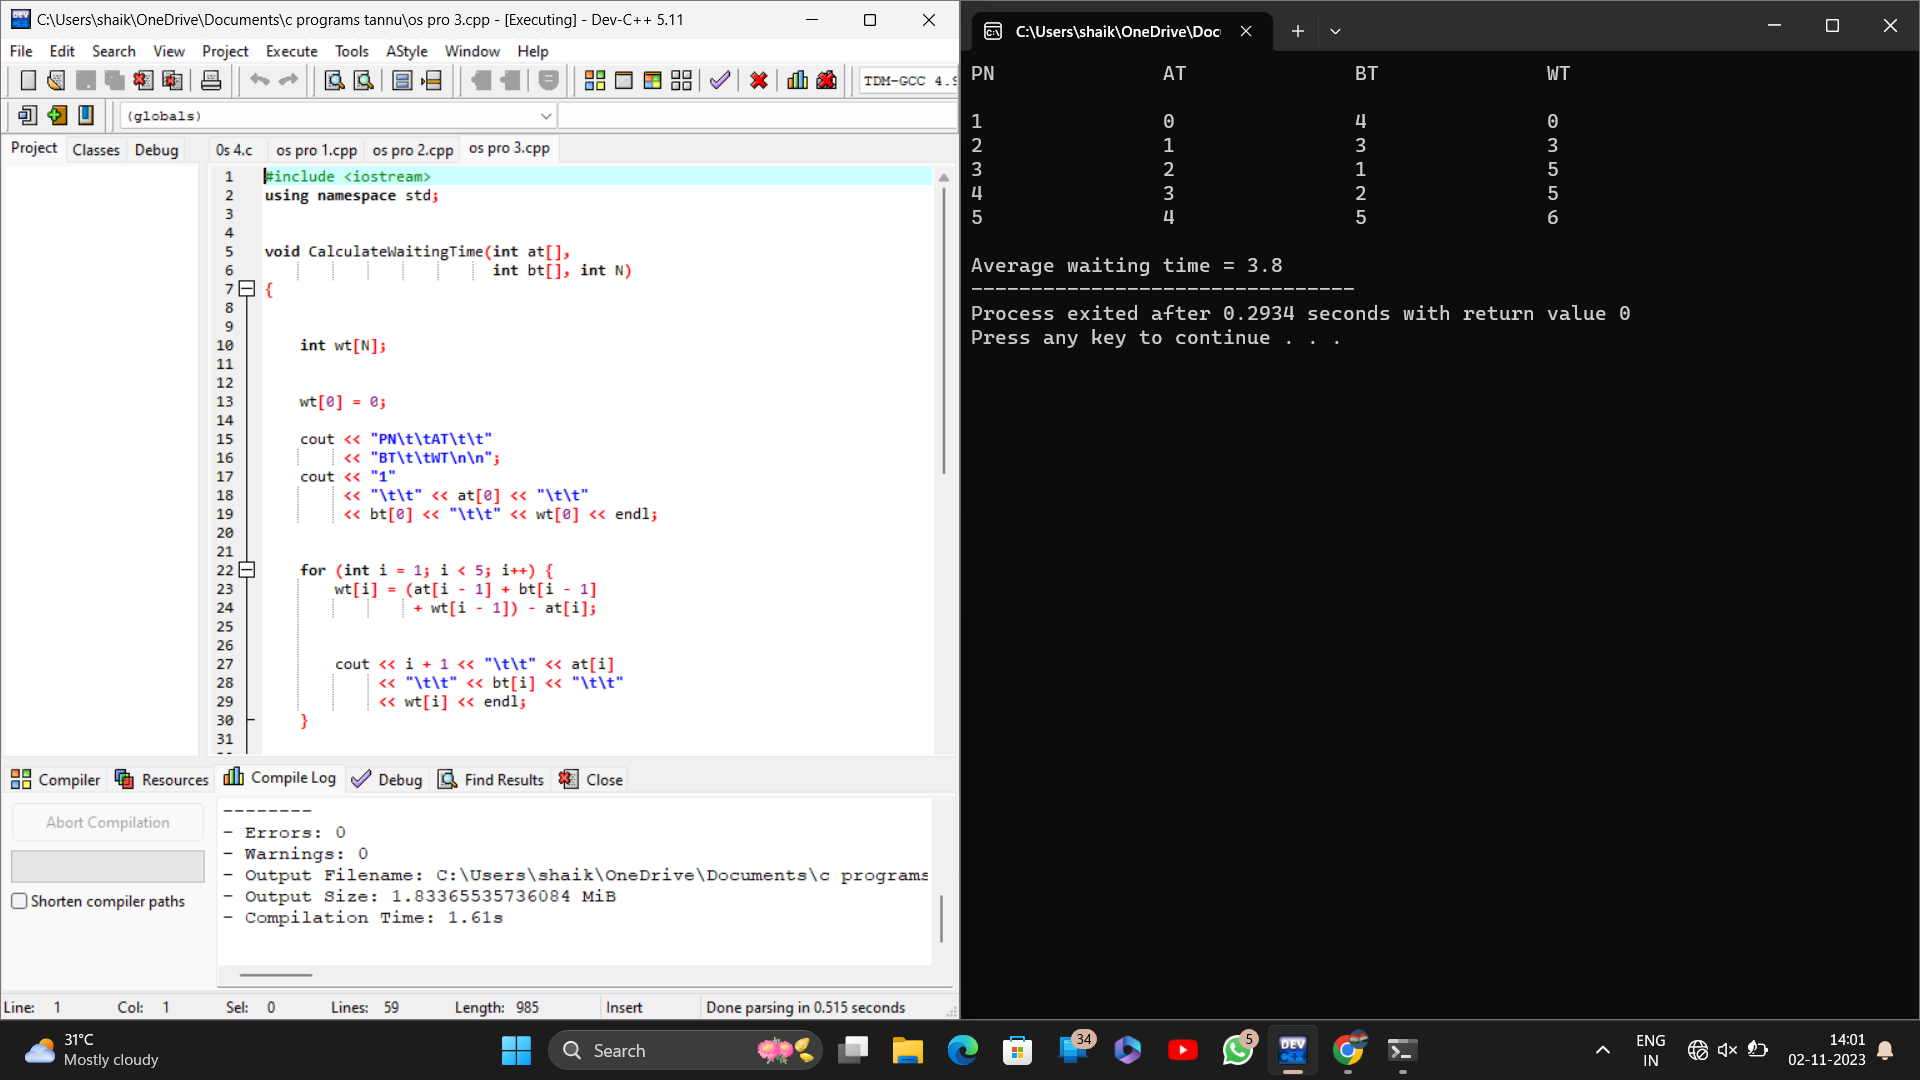 C:\Users\shaik\OneDrive\Documents\c programs tannu\os pro 3.cpp - [Executing] - Dev-C++ 5.11
File Edit Search View Project Execute Tools AStyle Window Help
TDM-GCC 4.9
(globals)
Project Classes Debug
0s 4.c os pro 1.cpp os pro 2.cpp os pro 3.cpp
1 #include <iostream>
2 using namespace std;
3
4
5 void CalculateWaitingTime(int at[],
6 int bt[], int N)
7 {
8
9
10 int wt[N];
11
12
13 wt[0] = 0;
14
15 cout << "PN\t\tAT\t\t"
16 << "BT\t\tWT\n\n";
17 cout << "1"
18 << "\t\t" << at[0] << "\t\t"
19 << bt[0] << "\t\t" << wt[0] << endl;
20
21
22 for (int i = 1; i < 5; i++) {
23 wt[i] = (at[i - 1] + bt[i - 1]
24 + wt[i - 1]) - at[i];
25
26
27 cout << i + 1 << "\t\t" << at[i]
28 << "\t\t" << bt[i] << "\t\t"
29 << wt[i] << endl;
30 }
31
Compiler Resources Compile Log Debug Find Results Close
Abort Compilation
Shorten compiler paths
--------
- Errors: 0
- Warnings: 0
- Output Filename: C:\Users\shaik\OneDrive\Documents\c programs
- Output Size: 1.83365535736084 MiB
- Compilation Time: 1.61s
Line: 1 Col: 1 Sel: 0 Lines: 59 Length: 985 Insert Done parsing in 0.515 seconds
C:\Users\shaik\OneDrive\Doc
PN AT BT WT
1 0 4 0
2 1 3 3
3 2 1 5
4 3 2 5
5 4 5 6
Average waiting time = 3.8
--------------------------------
Process exited after 0.2934 seconds with return value 0
Press any key to continue . . .
31°C
Mostly cloudy
Search
34
5
DEV
C++
ENG
IN
14:01
02-11-2023